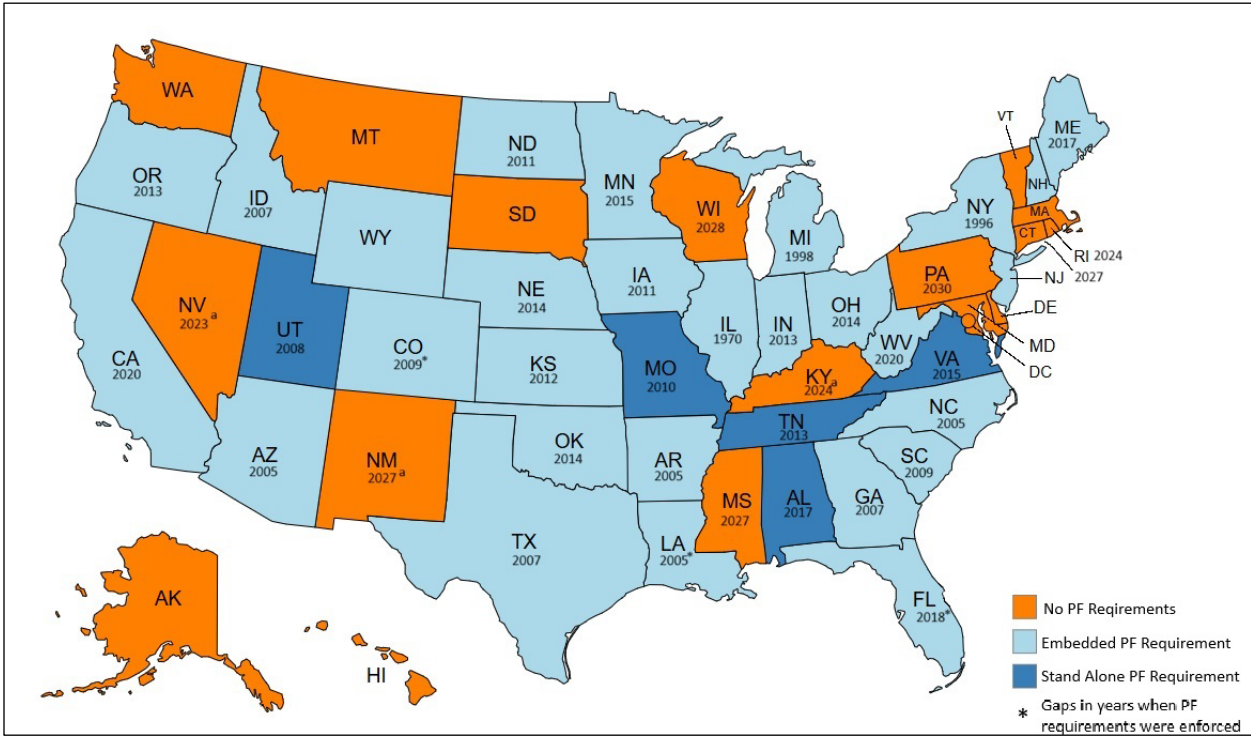 WA
MT
ND
2011
MN
2015
OR
2013
ID
2007
WY
SD
WI
2028
MI
1998
VT
ME
2017
NH
NY
1996
MA
CT
RI 2024
2027
NJ
PA
2030
DE
MD
DC
NV
2023 a
UT
2008
CO
2009*
NE
2014
IA
2011
IL
1970
IN
2013
OH
2014
WV
2020
VA
2015
CA
2020
KS
2012
MO
2010
KY
2024a
NC
2005
TN
2013
SC
2009
AZ
2005
NM
2027 a
OK
2014
AR
2005
MS
2027
AL
2017
GA
2007
TX
2007
LA
2005*
FL
2018*
AK
HI
No PF Reqirements
Embedded PF Requirement
Stand Alone PF Requirement
* Gaps in years when PF
requirements were enforced